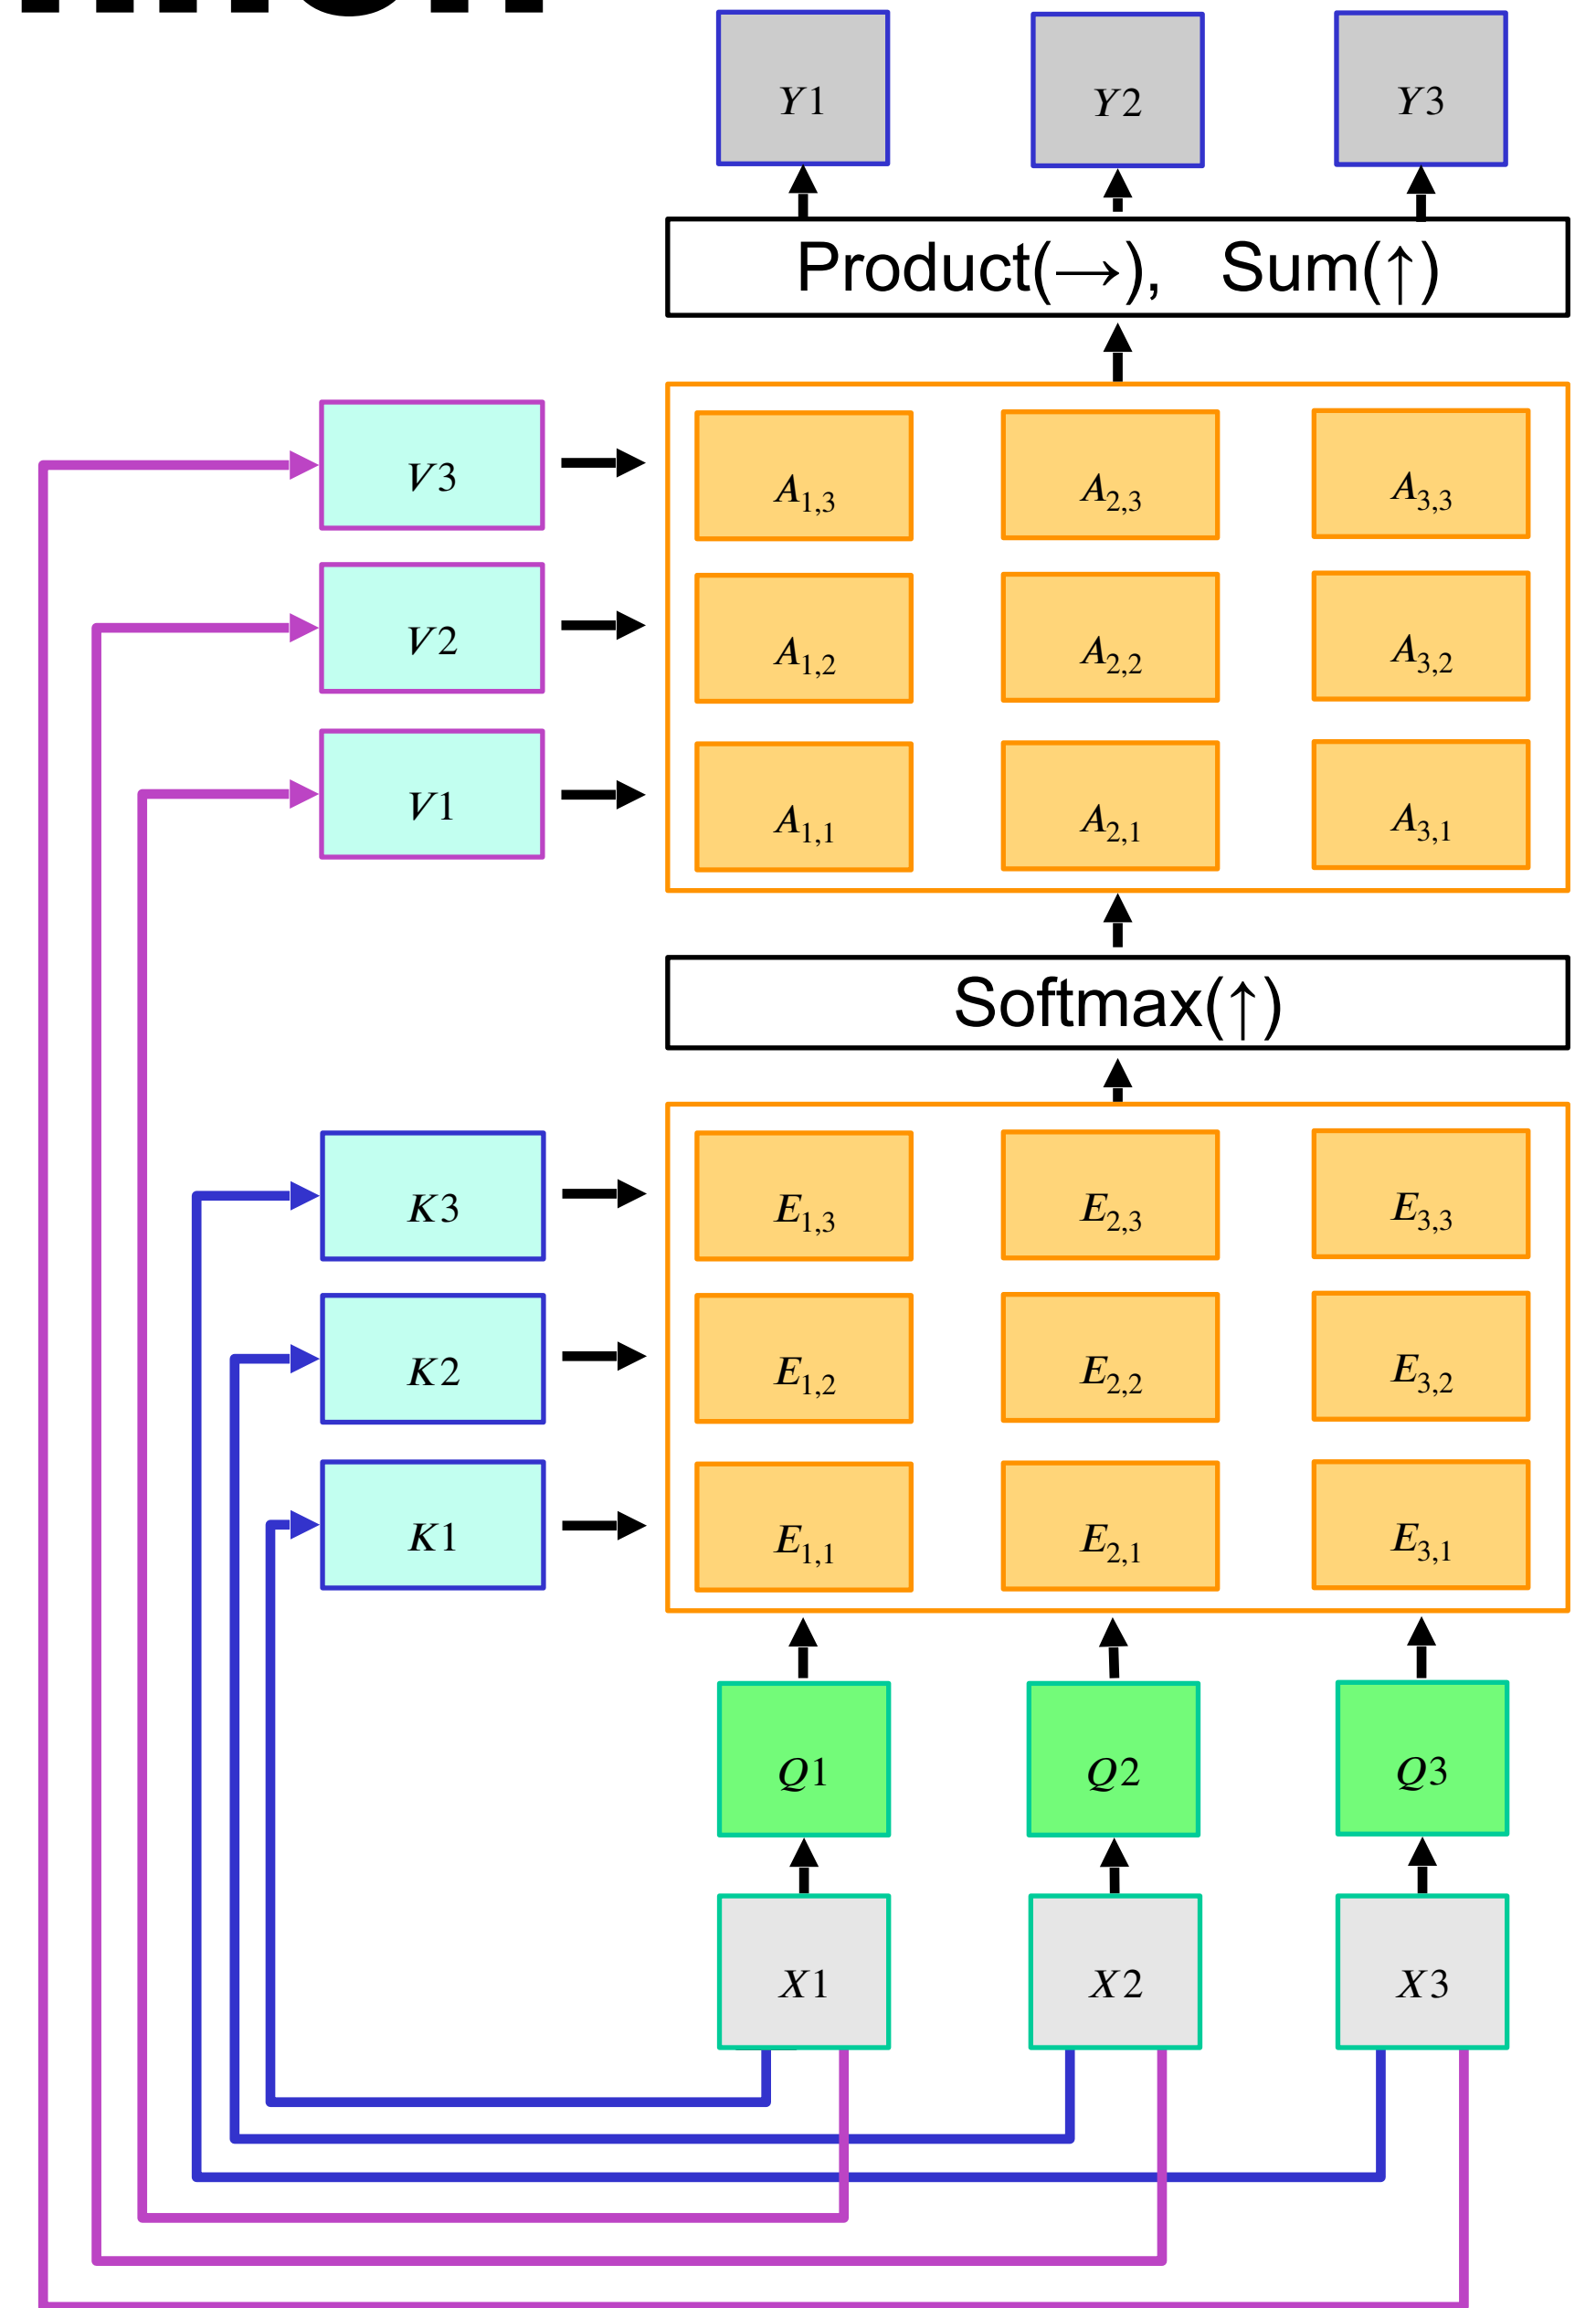 Y1 Y2 Y3
Product(→), Sum(↑)
V3 A1,3 A2,3 A3,3
V2 A1,2 A2,2 A3,2
V1 A1,1 A2,1 A3,1
Softmax(↑)
K3 E1,3 E2,3 E3,3
K2 E1,2 E2,2 E3,2
K1 E1,1 E2,1 E3,1
Q1 Q2 Q3
X1 X2 X3